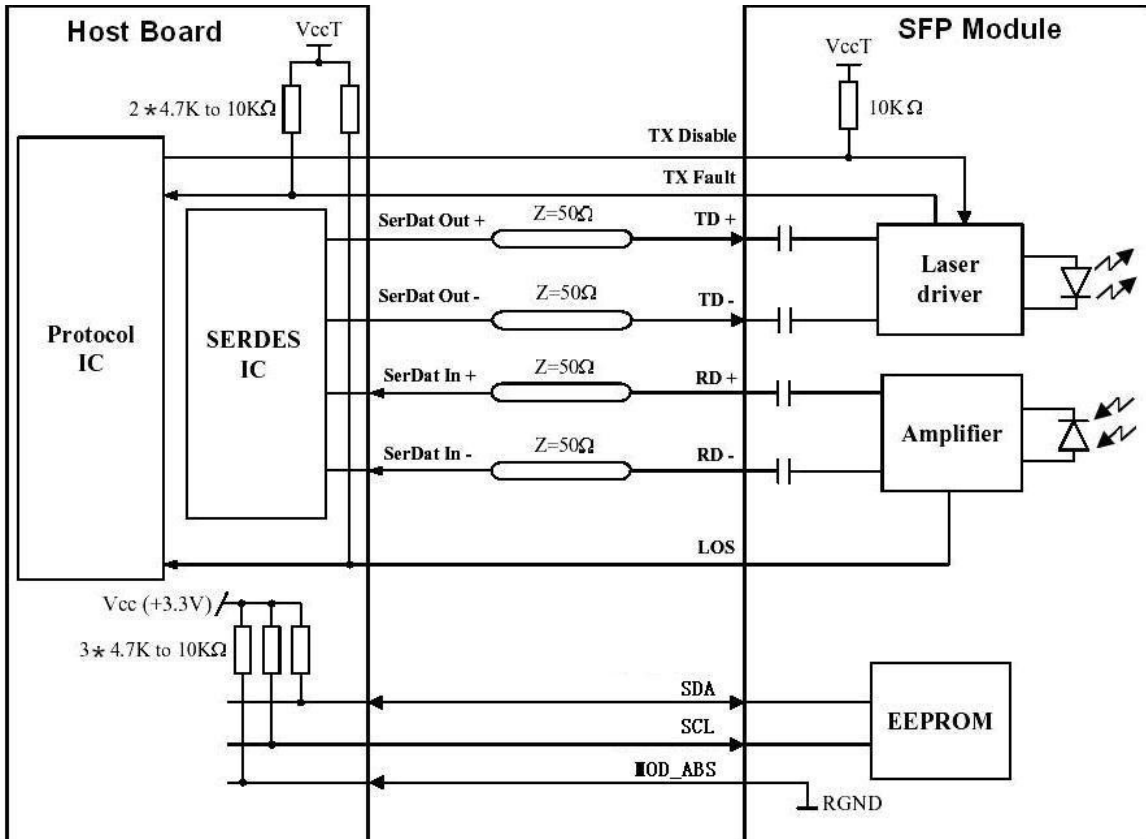 Host Board
SFP Module
VccT
VccT
2*4.7K to 10KΩ
10KΩ
TX Disable
TX Fault
SerDat Out +
Z=50Ω
TD +
SerDat Out -
Z=50Ω
TD -
Laser
driver
Protocol
IC
SERDES
IC
SerDat In +
Z=50Ω
RD +
SerDat In -
Z=50Ω
RD -
Amplifier
LOS
Vcc (+3.3V)
3*4.7K to 10KΩ
SDA
SCL
MOD_ABS
EEPROM
RGND